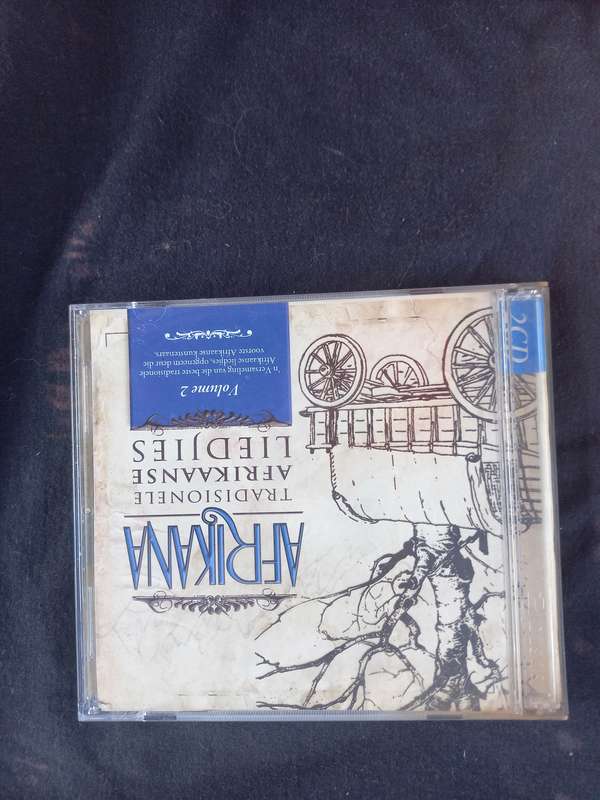 2CD
AFRIKANA
TRADISIONELE
AFRIKAANSE
LIEDJIES
Volume 2
'n Versameling van die beste tradisionele
Afrikaanse liedjies, opgeneem deur die
voorste Afrikaanse kunstenaars.